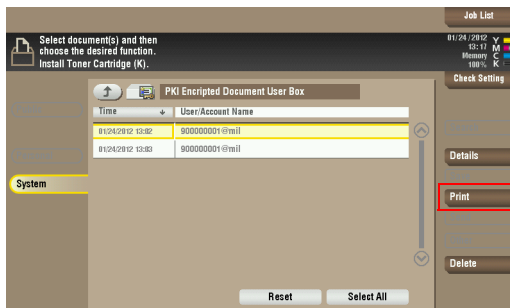 Job List
Select document(s) and then
choose the desired function.
Install Toner Cartridge (K).
01/24/2012
13:17
Memory
100%
Y
M
C
K
Check Setting
PKI Encripted Document User Box
Time
User/Account Name
01/24/2012 13:02
900000001@mil
01/24/2012 13:03
900000001@mil
System
Details
Print
Delete
Reset
Select All